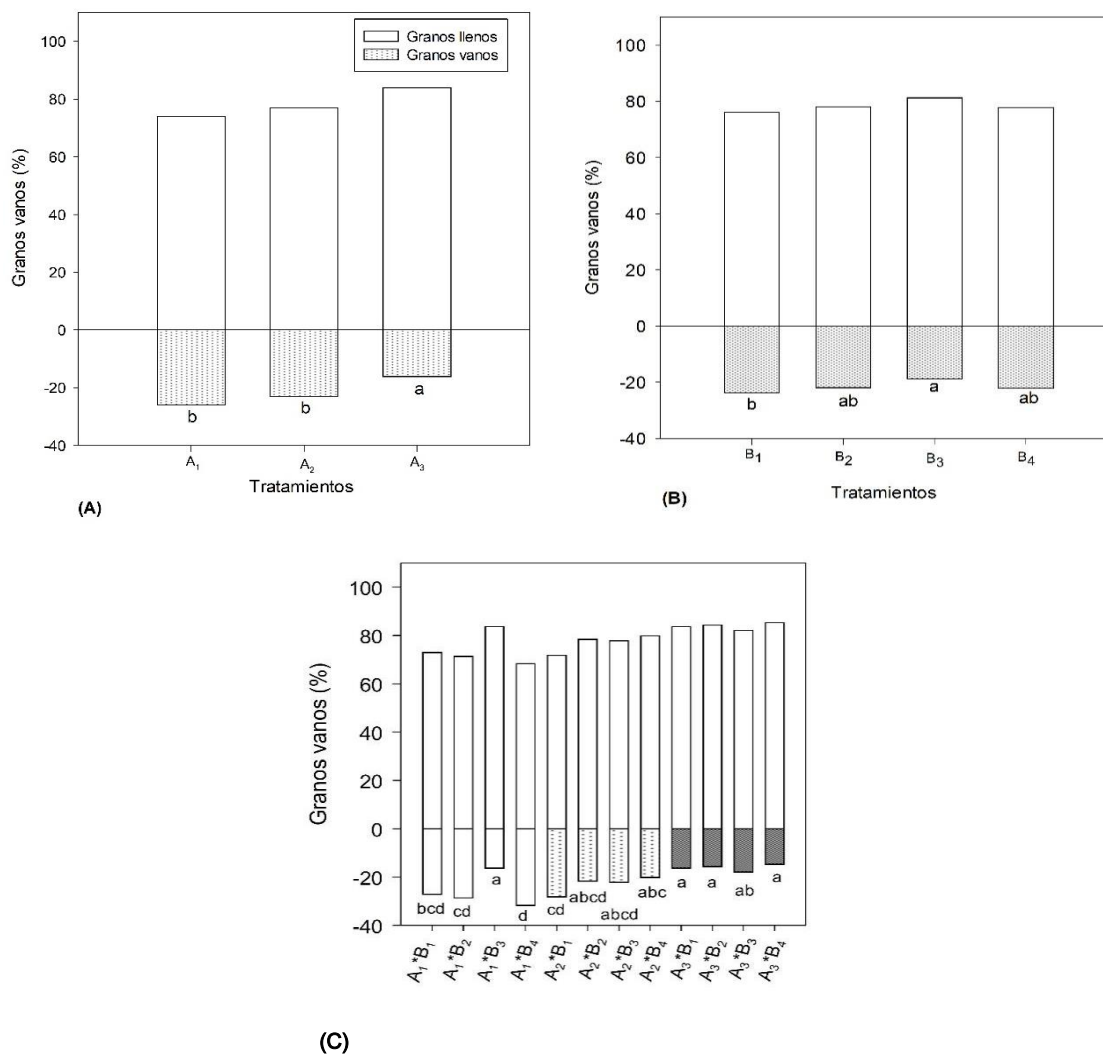 Granos vanos (%)
100
80
60
40
20
0
-20
-40
Granos llenos
Granos vanos
b
b
a
A₁
A₂
A₃
Tratamientos
(A)
Granos vanos (%)
100
80
60
40
20
0
-20
-40
b
ab
a
ab
B₁
B₂
B₃
B₄
Tratamientos
(B)
Granos vanos (%)
100
80
60
40
20
0
-20
-40
bcd
cd
a
d
cd
abcd
abcd
abc
a
a
ab
a
A₁*B₁
A₁*B₂
A₁*B₃
A₁*B₄
A₂*B₁
A₂*B₂
A₂*B₃
A₂*B₄
A₃*B₁
A₃*B₂
A₃*B₃
A₃*B₄
(C)